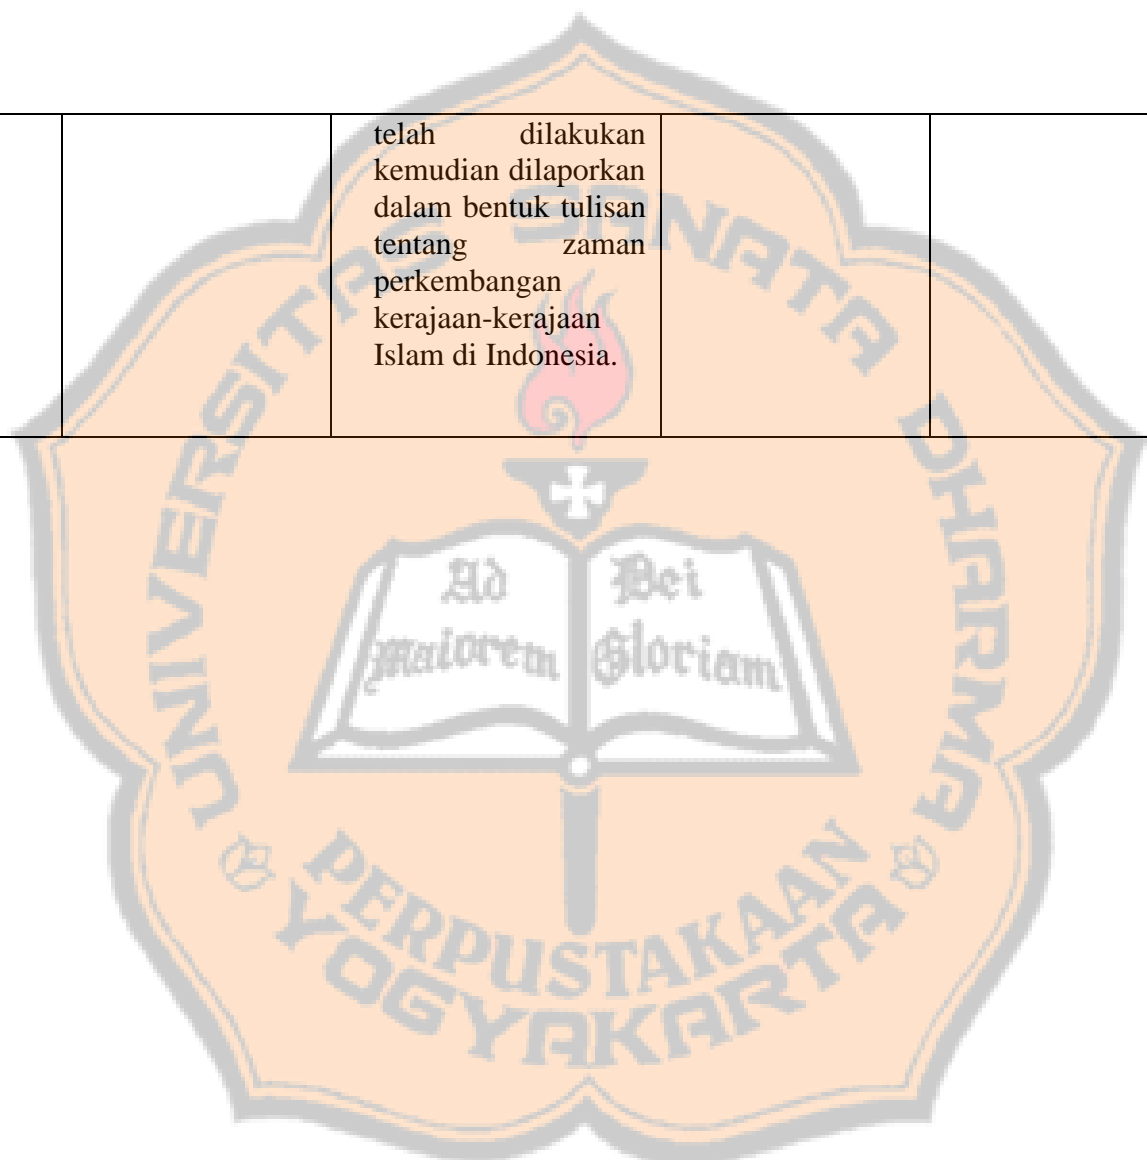 telah dilakukan
kemudian dilaporkan
dalam bentuk tulisan
tentang zaman
perkembangan
kerajaan-kerajaan
Islam di Indonesia.
UNIVERSITAS SANATA DHARMA
Ad Dei
Maiorem Gloriam
PERPUSTAKAAN
YOGYAKARTA